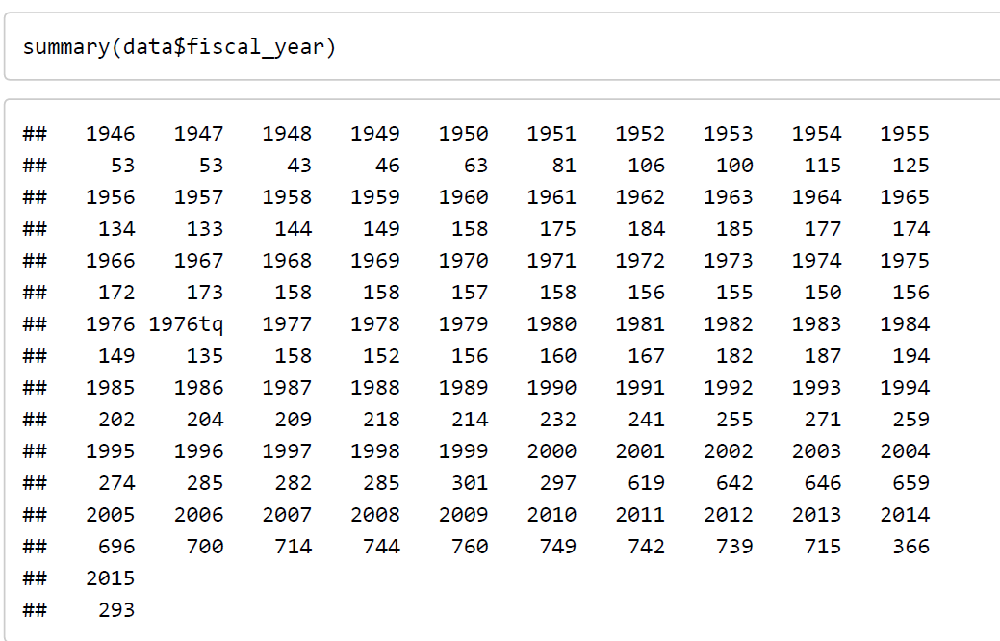 summary(data$fiscal_year)
##   1946   1947   1948   1949   1950   1951   1952   1953   1954   1955
##     53     53     43     46     63     81    106    100    115    125
##   1956   1957   1958   1959   1960   1961   1962   1963   1964   1965
##    134    133    144    149    158    175    184    185    177    174
##   1966   1967   1968   1969   1970   1971   1972   1973   1974   1975
##    172    173    158    158    157    158    156    155    150    156
##   1976 1976tq   1977   1978   1979   1980   1981   1982   1983   1984
##    149    135    158    152    156    160    167    182    187    194
##   1985   1986   1987   1988   1989   1990   1991   1992   1993   1994
##    202    204    209    218    214    232    241    255    271    259
##   1995   1996   1997   1998   1999   2000   2001   2002   2003   2004
##    274    285    282    285    301    297    619    642    646    659
##   2005   2006   2007   2008   2009   2010   2011   2012   2013   2014
##    696    700    714    744    760    749    742    739    715    366
##   2015
##    293